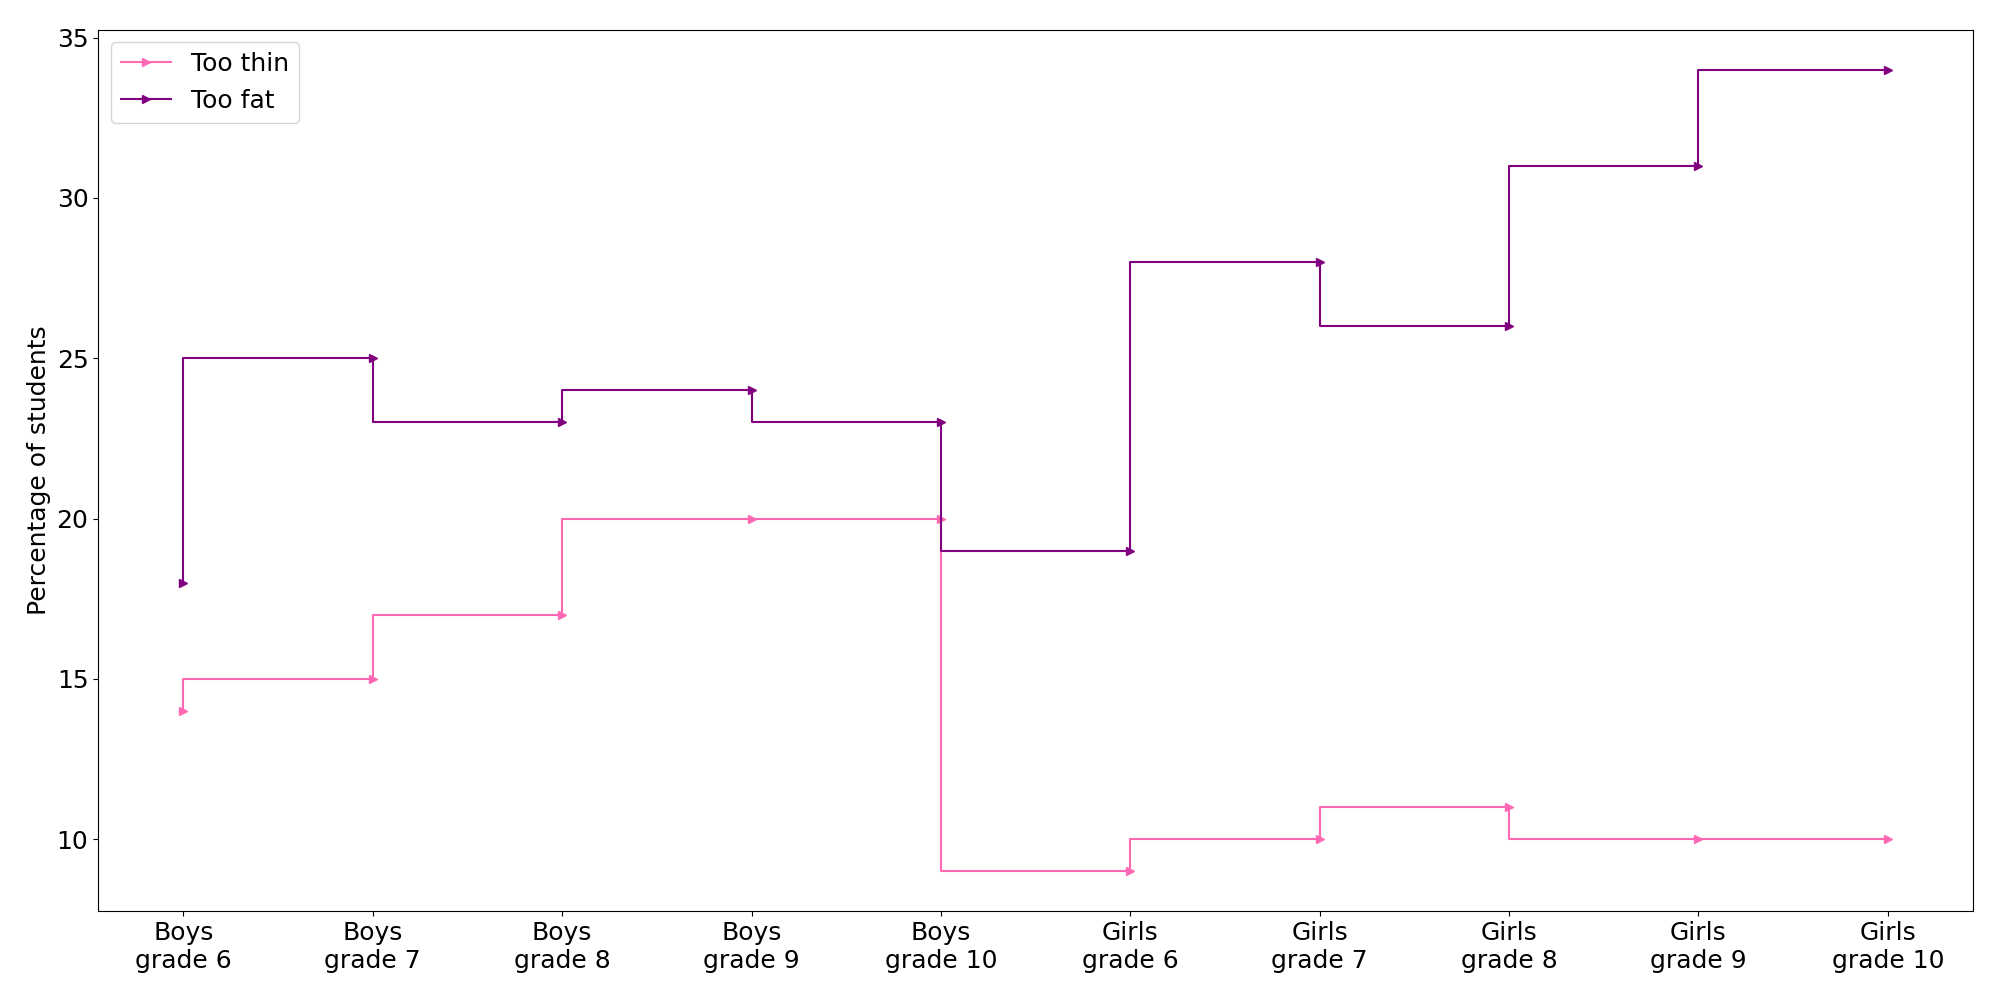 Too thin
Too fat
Percentage of students
35
30
25
20
15
10
Boys
grade 6
Boys
grade 7
Boys
grade 8
Boys
grade 9
Boys
grade 10
Girls
grade 6
Girls
grade 7
Girls
grade 8
Girls
grade 9
Girls
grade 10